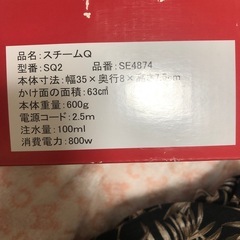 品名：スチームQ
型番：SQ2 品番：SE4874
本体寸法：幅35×奥行8×高さ7.5cm
かけ面の面積：63cm²
本体重量：600g
電源コード：2.5m
注水量：100ml
消費電力：800w